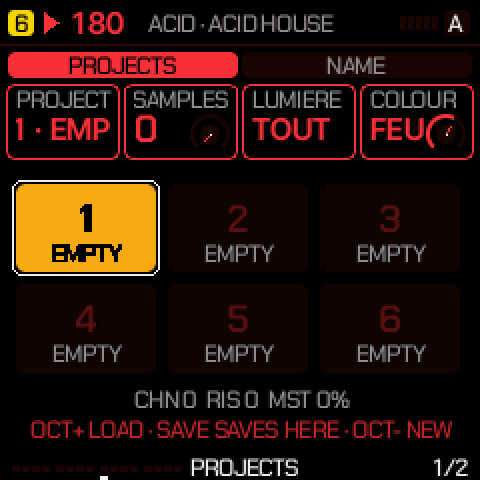 6 180 ACID · ACID HOUSE A
PROJECTS NAME
PROJECT SAMPLES LUMIERE COLOUR
1 · EMP 0 TOUT FEU
1 2 3
EMPTY EMPTY EMPTY
4 5 6
EMPTY EMPTY EMPTY
CHN 0 RIS 0 MST 0%
OCT+ LOAD · SAVE SAVES HERE · OCT- NEW
PROJECTS 1/2